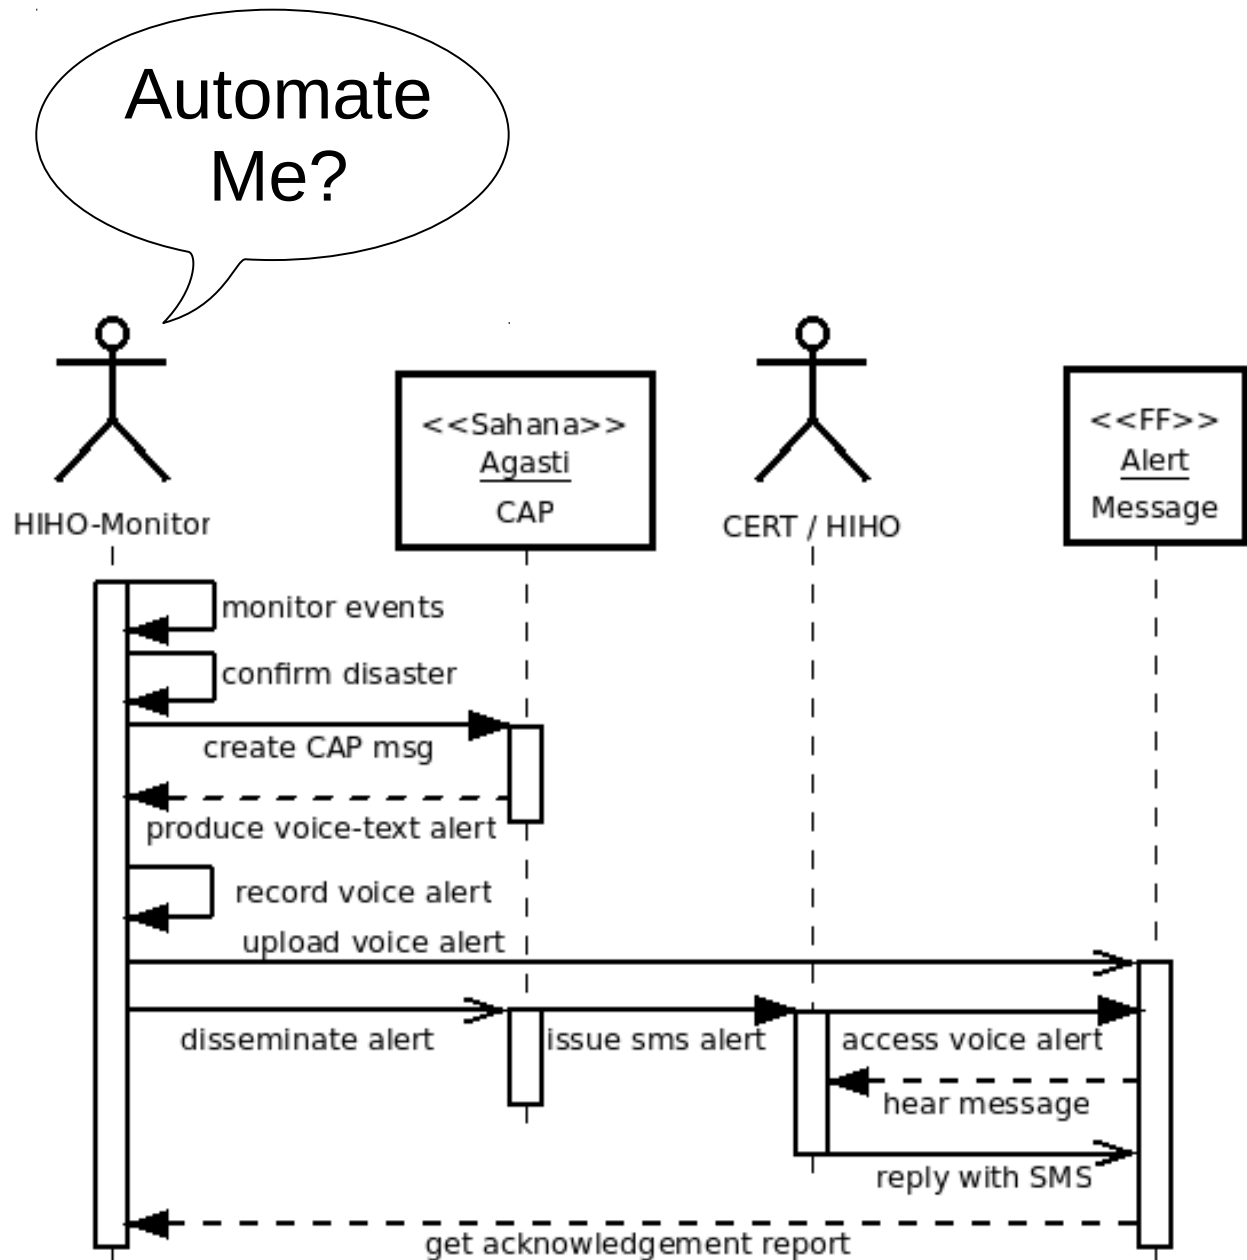 Automate
Me?
HIHO-Monitor
<<Sahana>>
Agasti
CAP
CERT / HIHO
<<FF>>
Alert
Message
monitor events
confirm disaster
create CAP msg
produce voice-text alert
record voice alert
upload voice alert
disseminate alert
issue sms alert
access voice alert
hear message
reply with SMS
get acknowledgement report